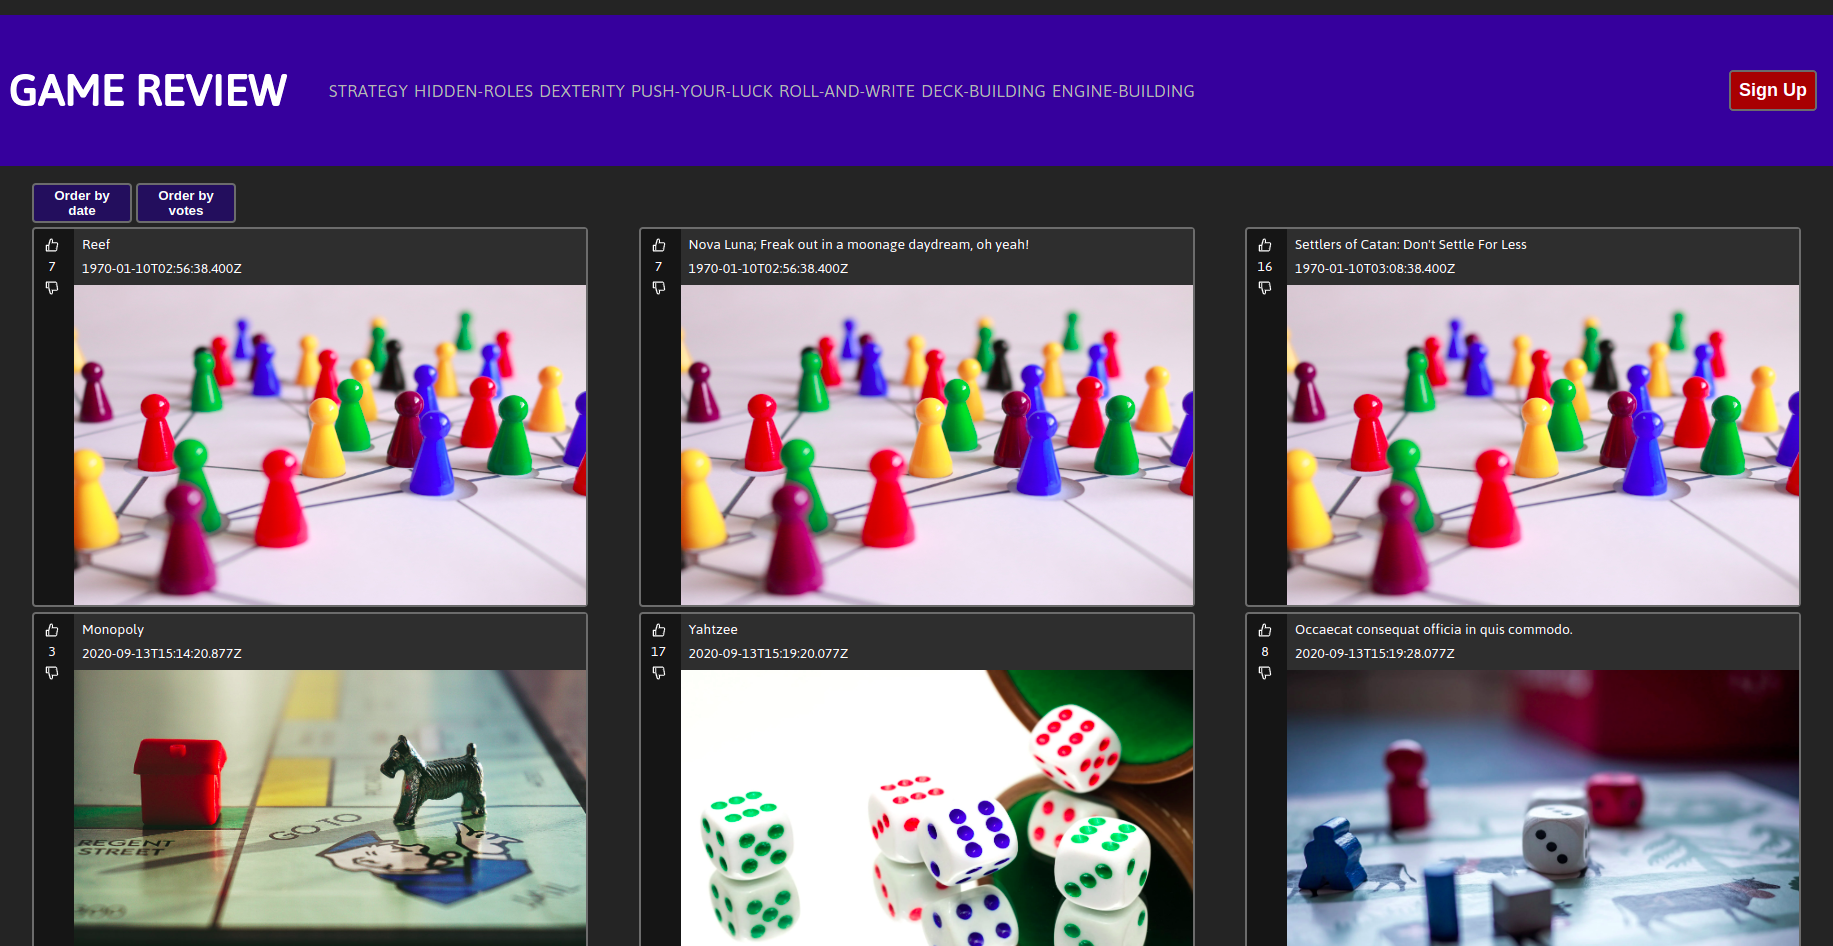 GAME REVIEW
STRATEGY HIDDEN-ROLES DEXTERITY PUSH-YOUR-LUCK ROLL-AND-WRITE DECK-BUILDING ENGINE-BUILDING
Sign Up
Order by
date
Order by
votes
Reef
7
1970-01-10T02:56:38.400Z
Nova Luna; Freak out in a moonage daydream, oh yeah!
7
1970-01-10T02:56:38.400Z
Settlers of Catan: Don't Settle For Less
16
1970-01-10T03:08:38.400Z
Monopoly
3
2020-09-13T15:14:20.877Z
REGENT
STREET
GO TO
Yahtzee
17
2020-09-13T15:19:20.077Z
Occaecat consequat officia in quis commodo.
8
2020-09-13T15:19:28.077Z